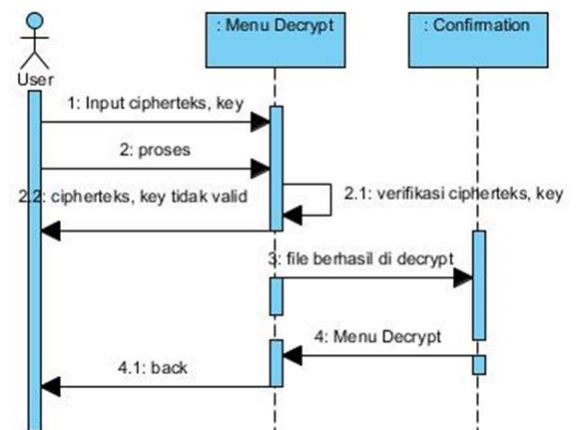 : Menu Decrypt
: Confirmation
User
1: Input cipherteks, key
2: proses
2.2: cipherteks, key tidak valid
2.1: verifikasi cipherteks, key
3: file berhasil di decrypt
4: Menu Decrypt
4.1: back